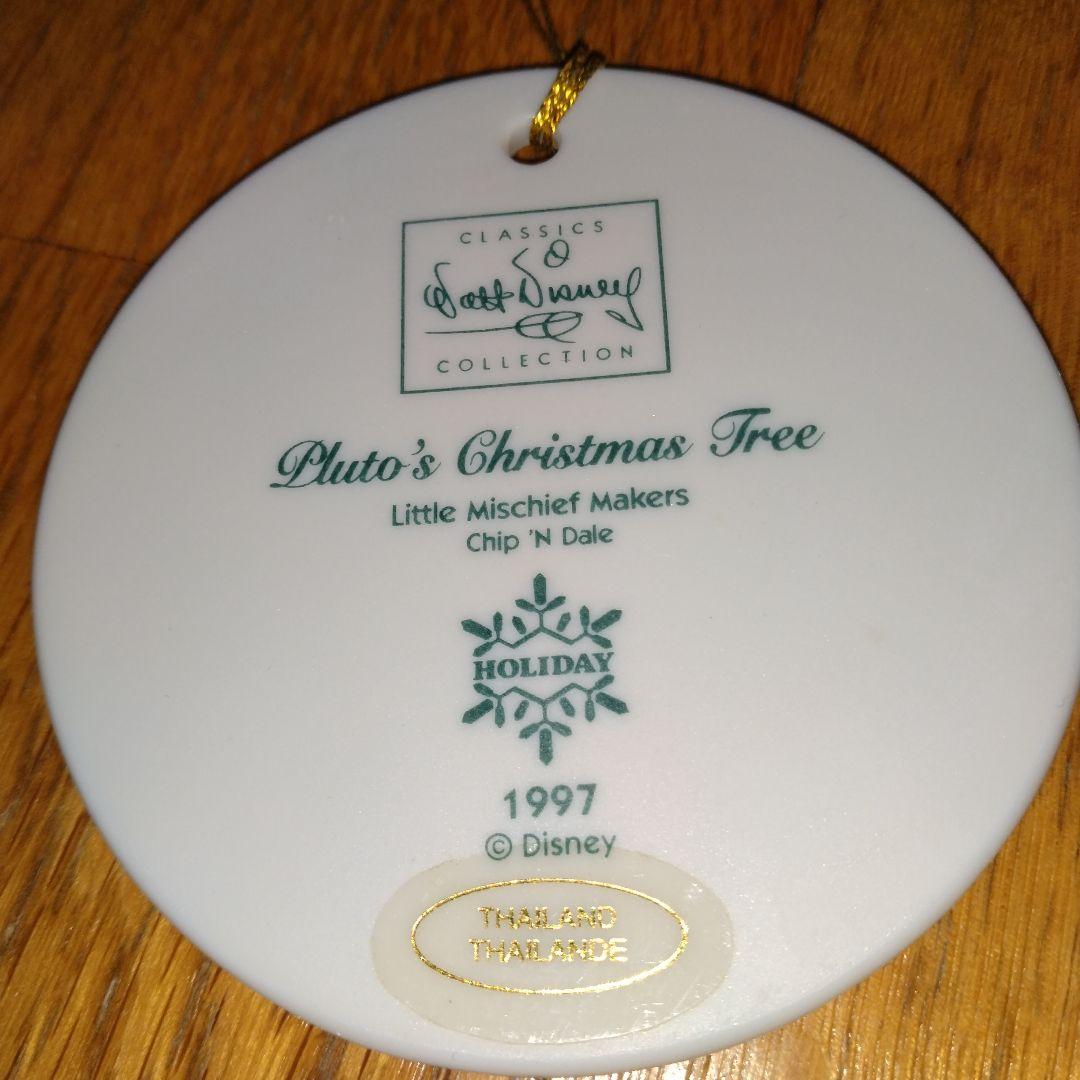 CLASSICS
Walt Disney
COLLECTION
Pluto's Christmas Tree
Little Mischief Makers
Chip 'N Dale
HOLIDAY
1997
© Disney
THAILAND
THAILANDE